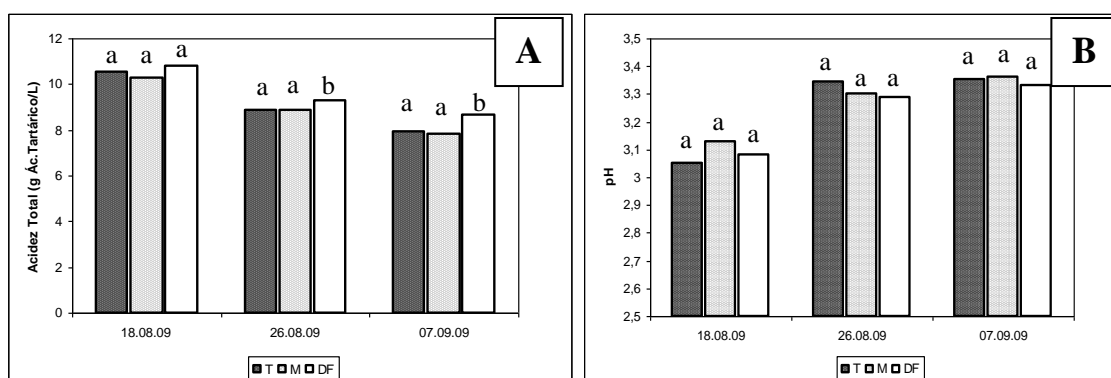 A
12
10
8
6
4
2
0
Acidez Total (g Ác.Tartárico/L)
a a a
a a b
a a b
18.08.09 26.08.09 07.09.09
T M DF
B
3,5
3,4
3,3
3,2
3,1
3
2,9
2,8
2,7
2,6
2,5
pH
a a a
a a a
a a a
18.08.09 26.08.09 07.09.09
T M DF